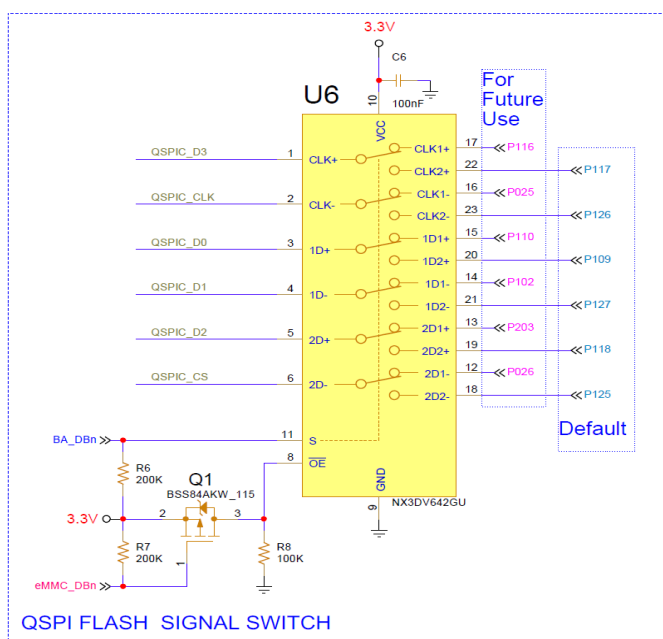 3.3V
C6
100nF
U6
10
VCC
For
Future
Use
QSPIC_D3
1
CLK+
CLK1+
17
P116
CLK2+
22
P117
QSPIC_CLK
2
CLK-
CLK1-
16
P025
CLK2-
23
P126
QSPIC_D0
3
1D+
1D1+
15
P110
1D2+
20
P109
QSPIC_D1
4
1D-
1D1-
14
P102
1D2-
21
P127
QSPIC_D2
5
2D+
2D1+
13
P203
2D2+
19
P118
QSPIC_CS
6
2D-
2D1-
12
P026
2D2-
18
P125
Default
BA_DBn
11
S
8
OE
GND
9
NX3DV642GU
R6
200K
Q1
BSS84AKW_115
3.3V
2
3
1
R7
200K
R8
100K
eMMC_DBn
QSPI FLASH SIGNAL SWITCH